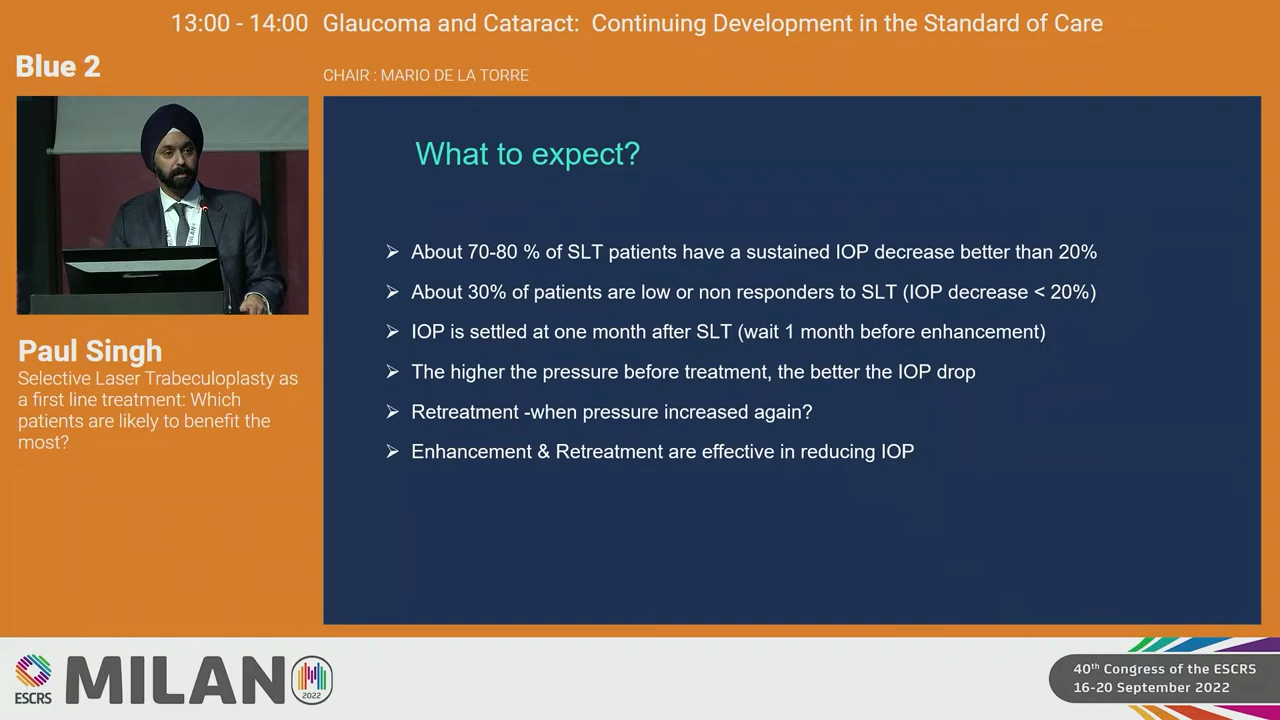 13:00 - 14:00 Glaucoma and Cataract: Continuing Development in the Standard of Care
Blue 2
CHAIR : MARIO DE LA TORRE
What to expect?
➢ About 70-80 % of SLT patients have a sustained IOP decrease better than 20%
➢ About 30% of patients are low or non responders to SLT (IOP decrease < 20%)
➢ IOP is settled at one month after SLT (wait 1 month before enhancement)
➢ The higher the pressure before treatment, the better the IOP drop
➢ Retreatment -when pressure increased again?
➢ Enhancement & Retreatment are effective in reducing IOP
Paul Singh
Selective Laser Trabeculoplasty as
a first line treatment: Which
patients are likely to benefit the
most?
ESCRS
MILANO
2022
40th Congress of the ESCRS
16-20 September 2022